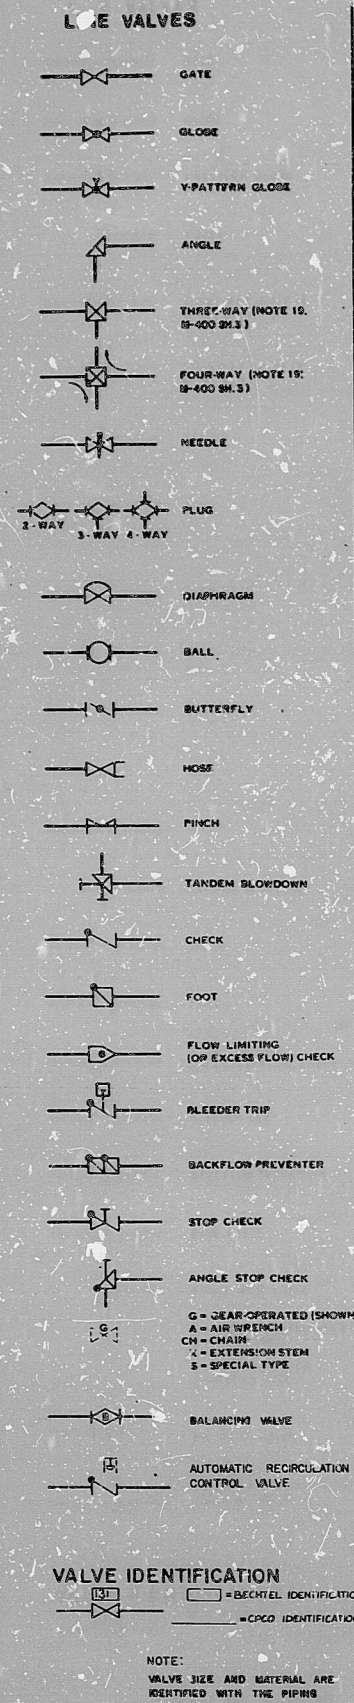 VALVES
GATE
GLOBE
Y-PATTERN GLOBE
ANGLE
THREE-WAY (NOTE 19,
M-400 SH.3)
FOUR-WAY (NOTE 19,
M-400 SH.3)
NEEDLE
2-WAY 3-WAY 4-WAY PLUG
DIAPHRAGM
BALL
BUTTERFLY
HOSE
PINCH
TANDEM BLOWDOWN
CHECK
FOOT
FLOW LIMITING
(OR EXCESS FLOW) CHECK
T
BLEEDER TRIP
BACKFLOW PREVENTER
STOP CHECK
ANGLE STOP CHECK
G
G = GEAR-OPERATED (SHOWN
A = AIR WRENCH
CH = CHAIN
X = EXTENSION STEM
S = SPECIAL TYPE
B BALANCING VALVE
AUTOMATIC RECIRCULATION
CONTROL VALVE
VALVE IDENTIFICATION
131 = BECHTEL IDENTIFICATIO
= CPCO IDENTIFICATIO
NOTE:
VALVE SIZE AND MATERIAL ARE
IDENTIFIED WITH THE PIPING